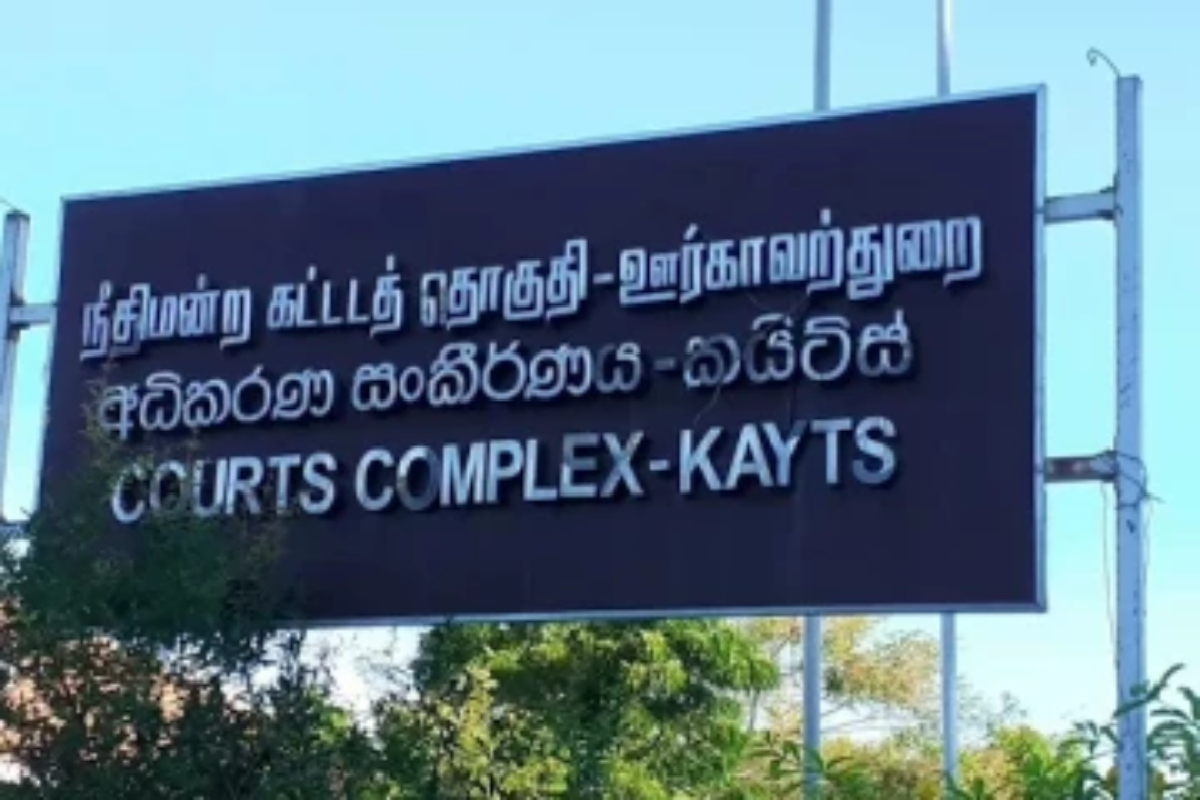 நீதிமன்ற கட்டடத் தொகுதி-ஊர்காவற்துறை
අධිකරණ සංකීර්ණය-කයිට්ස්
COURTS COMPLEX-KAYTS